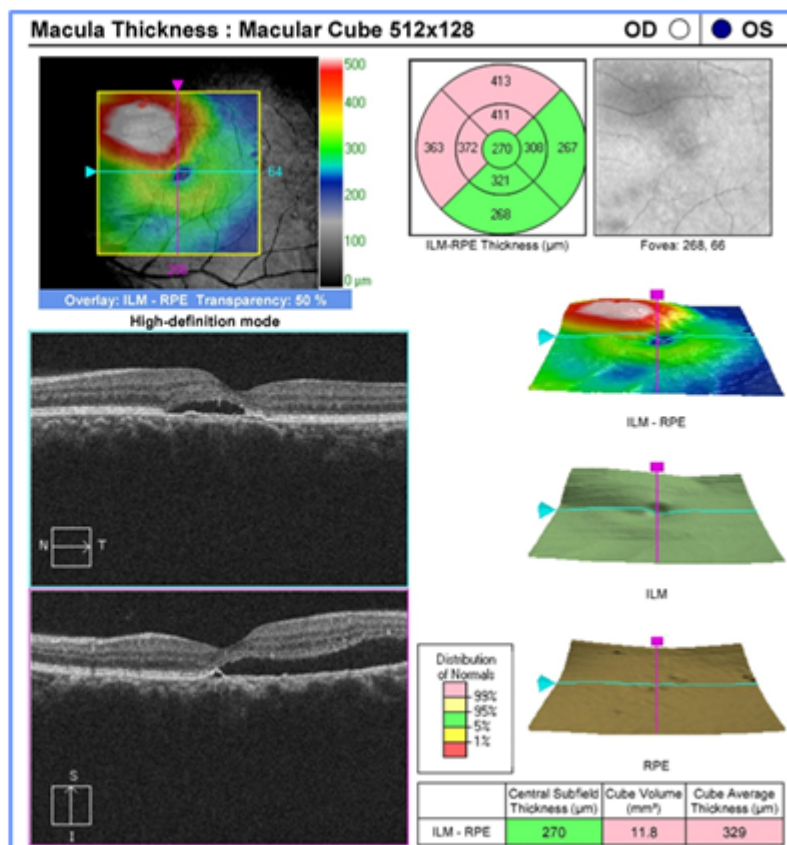 Macula Thickness : Macular Cube 512x128
OD OS
500
400
300
200
100
0 µm
64
Overlay: ILM - RPE Transparency: 50 %
413
411
363 372 270 308 267
321
268
ILM-RPE Thickness (µm)
Fovea: 268, 66
High-definition mode
N T
S
I
ILM - RPE
ILM
RPE
Distribution
of Normals
99%
95%
5%
1%
Central Subfield Thickness (µm) Cube Volume (mm³) Cube Average Thickness (µm)
ILM - RPE 270 11.8 329